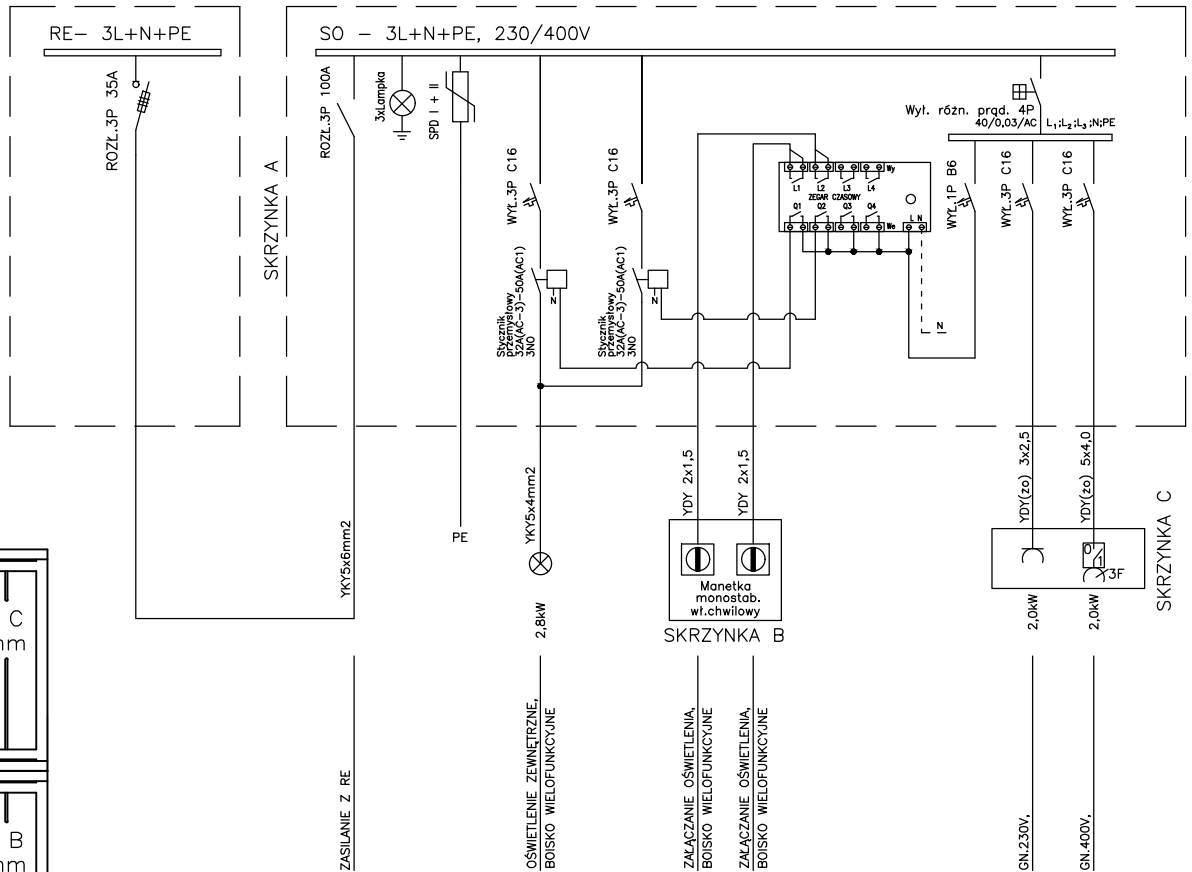 RE- 3L+N+PE
SO - 3L+N+PE, 230/400V
ROZŁ.3P 35A
SKRZYNKA A
ROZŁ.3P 100A
3xLampka
SPD I + II
WYŁ.3P C16
WYŁ.3P C16
Wył. różn. prąd. 4P
40/0,03/AC
L1;L2;L3;N;PE
WYŁ.1P B6
WYŁ.3P C16
WYŁ.3P C16
Wy
L1 L2 L3 L4
ZEGAR CZASOWY
Q1 Q2 Q3 Q4
L N
We
Stycznik
przemysłowy
32A(AC-3)-50A(AC1)
3NO
N
Stycznik
przemysłowy
32A(AC-3)-50A(AC1)
3NO
N
N
YKY5x6mm2
PE
YKY5x4mm2
2,8kW
YDY 2x1,5
YDY 2x1,5
Manetka
monostab.
wł.chwilowy
SKRZYNKA B
YDY(żo) 3x2,5
YDY(żo) 5x4,0
0
1
3F
2,0kW
2,0kW
SKRZYNKA C
C
mm
B
mm
ZASILANIE Z RE
OŚWIETLENIE ZEWNĘTRZNE,
BOISKO WIELOFUNKCYJNE
ZAŁĄCZANIE OŚWIETLENIA,
BOISKO WIELOFUNKCYJNE
ZAŁĄCZANIE OŚWIETLENIA,
BOISKO WIELOFUNKCYJNE
GN.230V,
GN.400V,